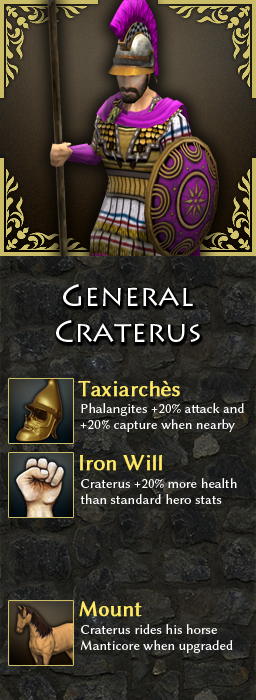 General
Craterus
Taxiarchès
Phalangites +20% attack and
+20% capture when nearby
Iron Will
Craterus +20% more health
than standard hero stats
Mount
Craterus rides his horse
Manticore when upgraded